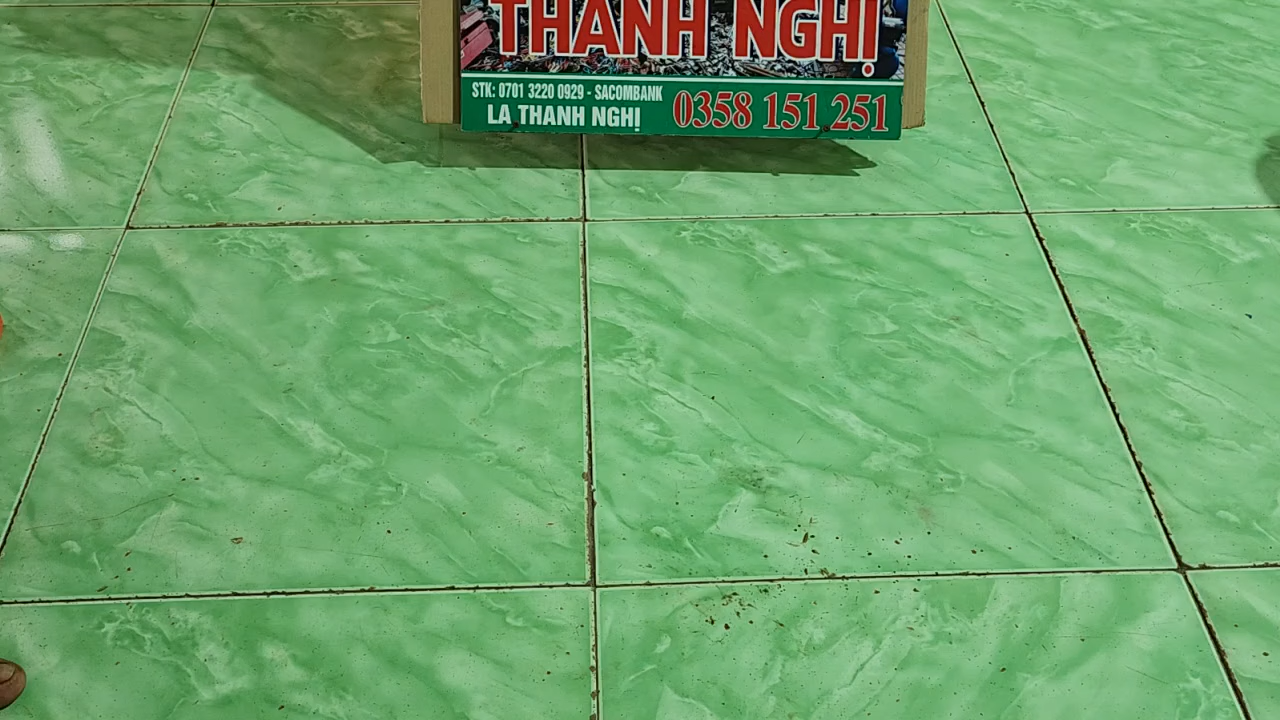 THANH NGHỊ
STK: 0701 3220 0929 - SACOMBANK
LA THANH NGHỊ
0358 151 251